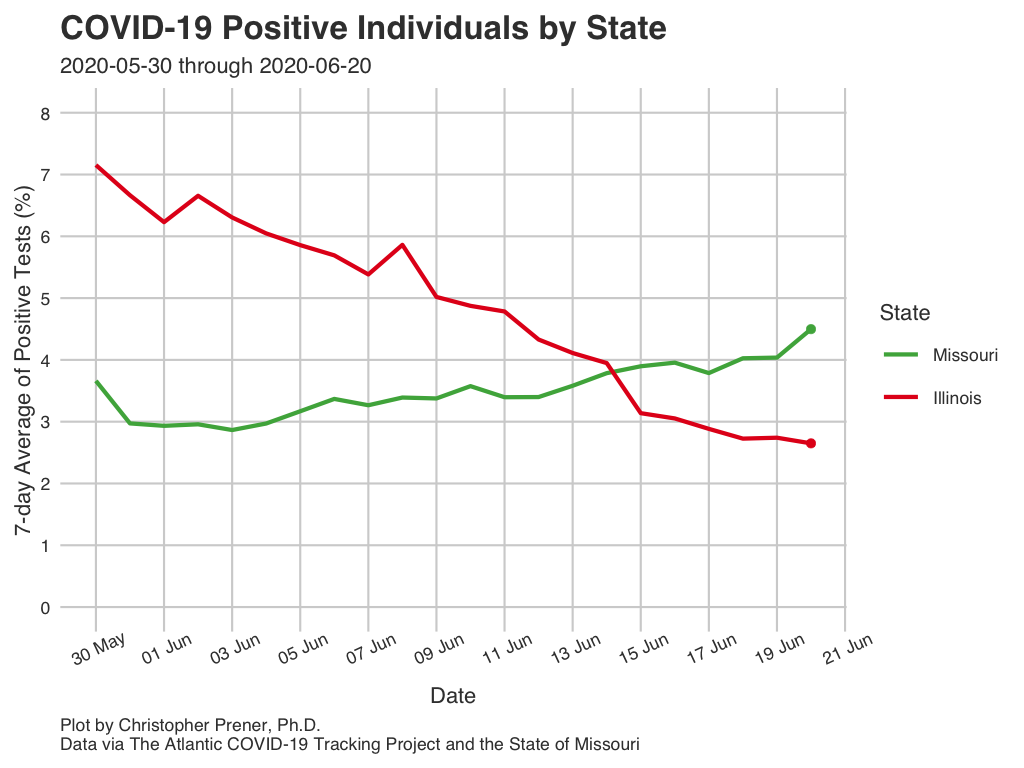 COVID-19 Positive Individuals by State
2020-05-30 through 2020-06-20
7-day Average of Positive Tests (%)
8
7
6
5
4
3
2
1
0
30 May
01 Jun
03 Jun
05 Jun
07 Jun
09 Jun
11 Jun
13 Jun
15 Jun
17 Jun
19 Jun
21 Jun
Date
State
Missouri
Illinois
Plot by Christopher Prener, Ph.D.
Data via The Atlantic COVID-19 Tracking Project and the State of Missouri